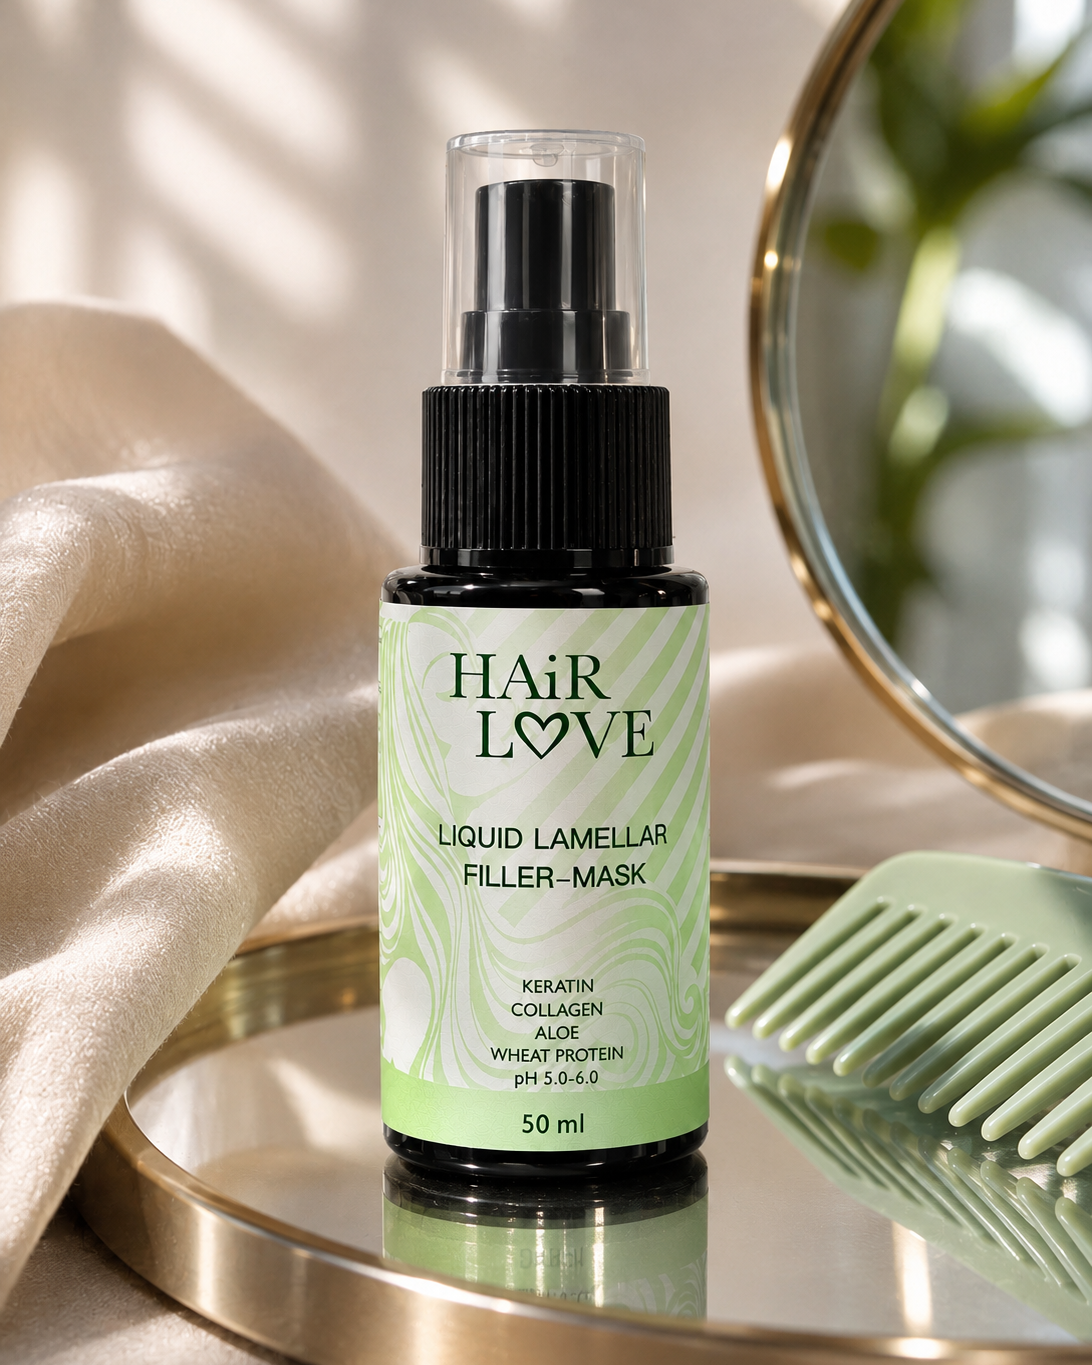 HAiR
LOVE
LIQUID LAMELLAR
FILLER-MASK
KERATIN
COLLAGEN
ALOE
WHEAT PROTEIN
pH 5.0-6.0
50 ml